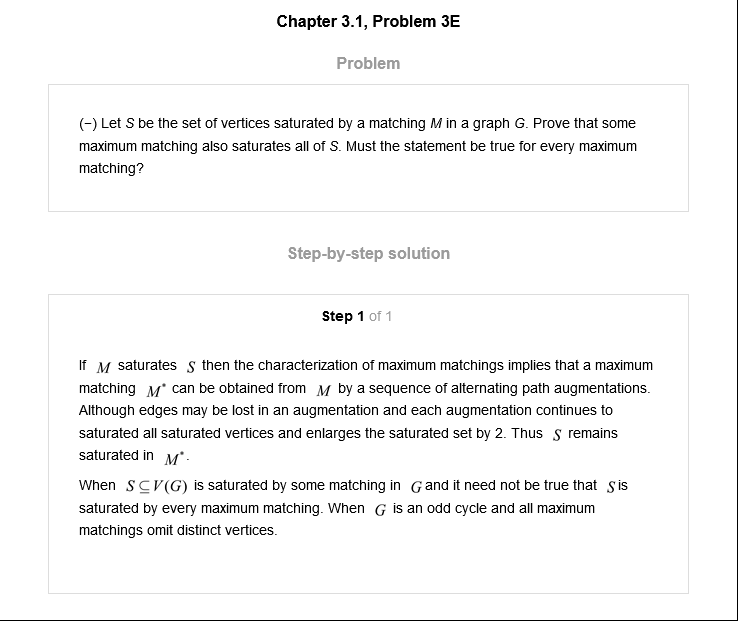 Chapter 3.1, Problem 3E
Problem
(−) Let S be the set of vertices saturated by a matching M in a graph G. Prove that some
maximum matching also saturates all of S. Must the statement be true for every maximum
matching?
Step-by-step solution
Step 1 of 1
If M saturates S then the characterization of maximum matchings implies that a maximum
matching M* can be obtained from M by a sequence of alternating path augmentations.
Although edges may be lost in an augmentation and each augmentation continues to
saturated all saturated vertices and enlarges the saturated set by 2. Thus S remains
saturated in M*.
When S⊆V(G) is saturated by some matching in G and it need not be true that S is
saturated by every maximum matching. When G is an odd cycle and all maximum
matchings omit distinct vertices.